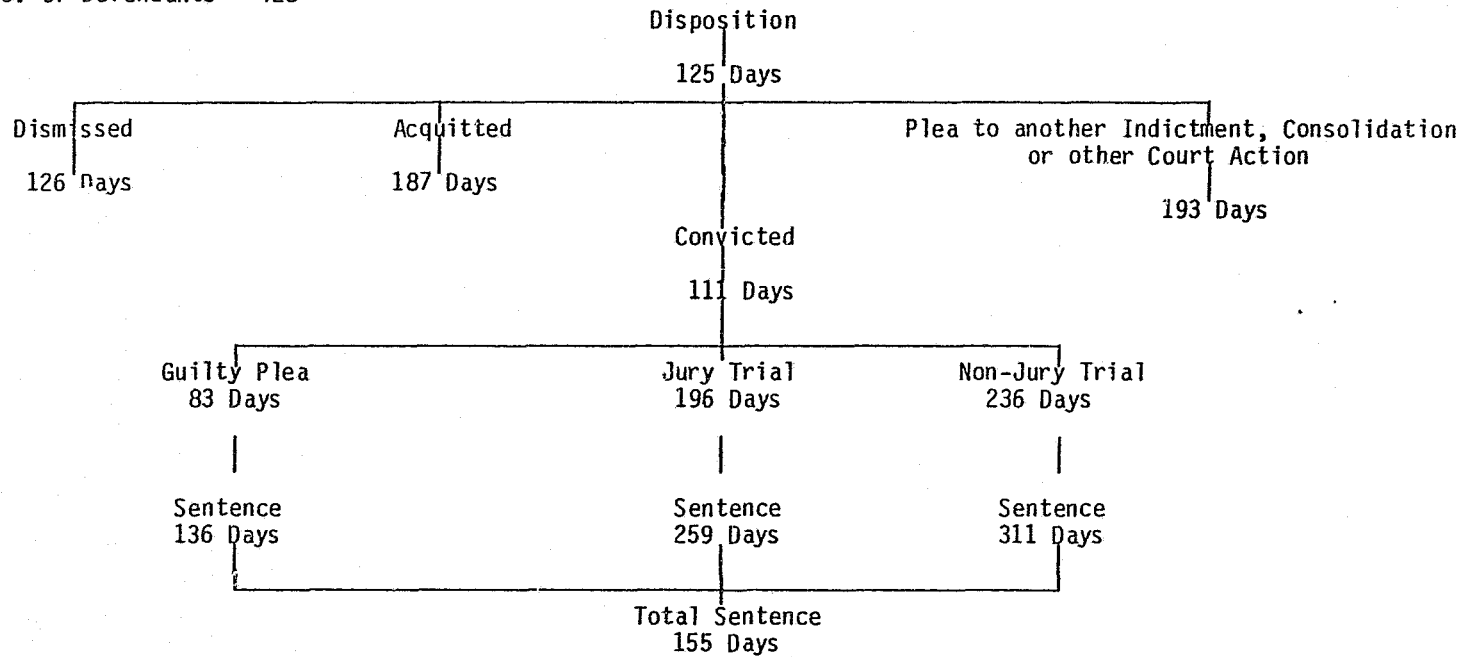 Disposition
125 Days
Dismissed
Acquitted
Plea to another Indictment, Consolidation
or other Court Action
126 Days
187 Days
193 Days
Convicted
111 Days
Guilty Plea
Jury Trial
Non-Jury Trial
83 Days
196 Days
236 Days
Sentence
Sentence
Sentence
136 Days
259 Days
311 Days
Total Sentence
155 Days